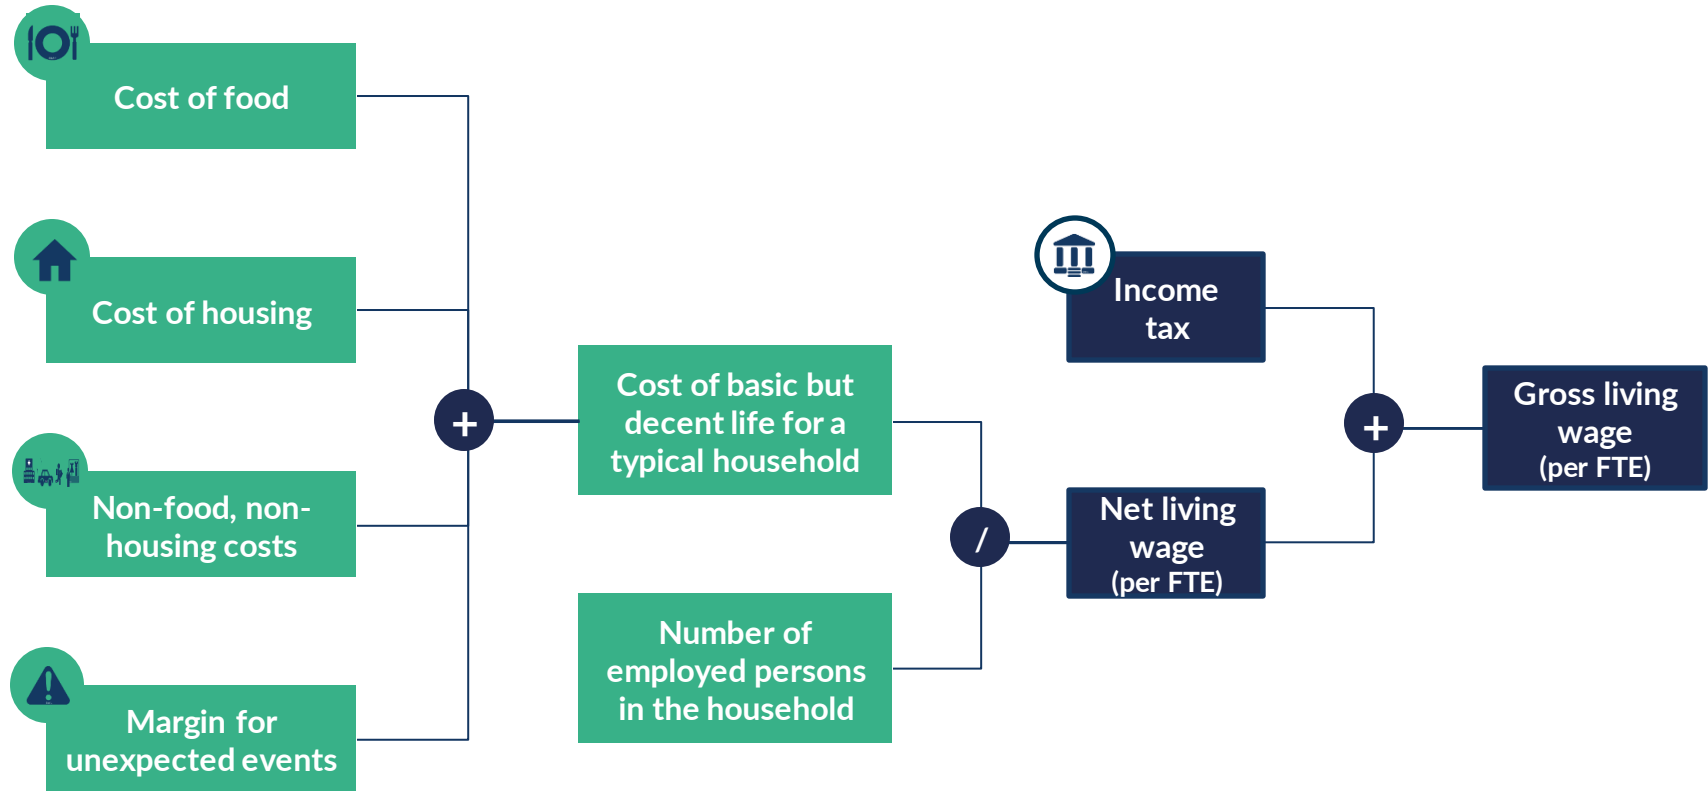 Cost of food
Cost of housing
Non-food, non-
housing costs
Margin for
unexpected events
+
Cost of basic but
decent life for a
typical household
Number of
employed persons
in the household
/
Income
tax
Net living
wage
(per FTE)
+
Gross living
wage
(per FTE)